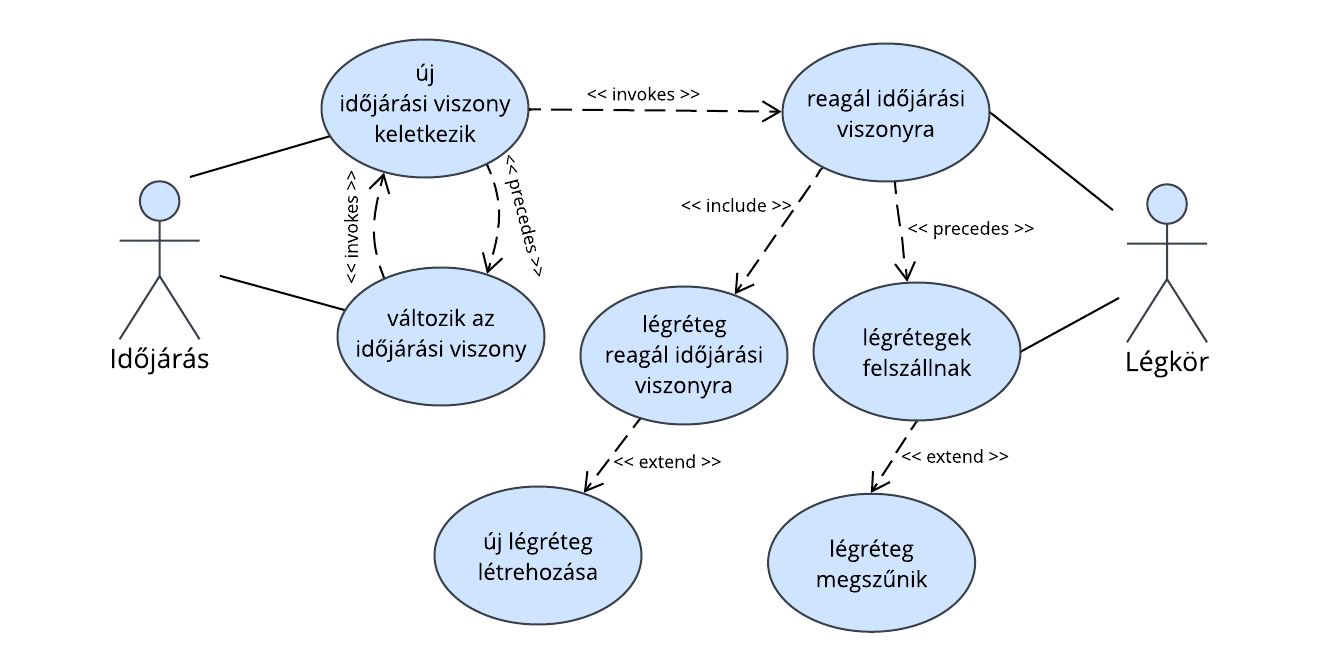 új
időjárási viszony
keletkezik
<< invokes >>
reagál időjárási
viszonyra
<< invokes >>
<< precedes >>
<< include >>
<< precedes >>
Időjárás
változik az
időjárási viszony
légréteg
reagál időjárási
viszonyra
légrétegek
felszállnak
Légkör
<< extend >>
<< extend >>
új légréteg
létrehozása
légréteg
megszűnik